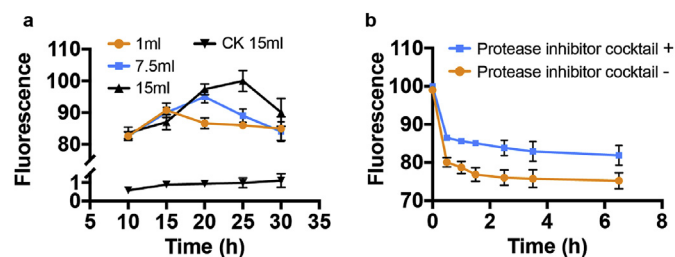 a
1ml
7.5ml
15ml
CK 15ml
Fluorescence
110
100
90
80
1
0
5 10 15 20 25 30 35
Time (h)
b
Protease inhibitor cocktail +
Protease inhibitor cocktail -
Fluorescence
110
100
90
80
70
0 2 4 6 8
Time (h)